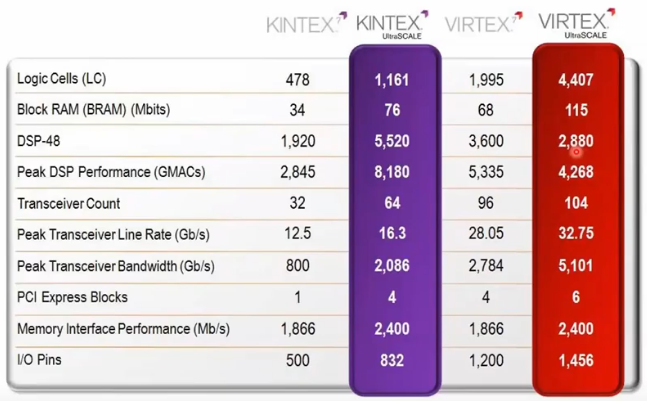 KINTEX 7 KINTEX VIRTEX 7 VIRTEX
UltraSCALE UltraSCALE
Logic Cells (LC) 478 1,161 1,995 4,407
Block RAM (BRAM) (Mbits) 34 76 68 115
DSP-48 1,920 5,520 3,600 2,880
Peak DSP Performance (GMACs) 2,845 8,180 5,335 4,268
Transceiver Count 32 64 96 104
Peak Transceiver Line Rate (Gb/s) 12.5 16.3 28.05 32.75
Peak Transceiver Bandwidth (Gb/s) 800 2,086 2,784 5,101
PCI Express Blocks 1 4 4 6
Memory Interface Performance (Mb/s) 1,866 2,400 1,866 2,400
I/O Pins 500 832 1,200 1,456